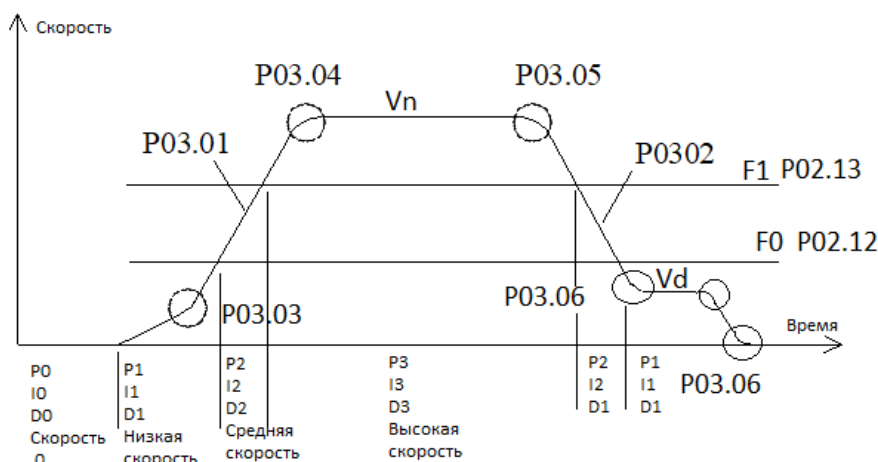 Скорость
P03.04
P03.05
Vn
P03.01
P0302
F1 P02.13
F0 P02.12
P03.03
P03.06
Vd
Время
P03.06
P0
I0
D0
Скорость
0
P1
I1
D1
Низкая
скорость
P2
I2
D2
Средняя
скорость
P3
I3
D3
Высокая
скорость
P2
I2
D1
P1
I1
D1